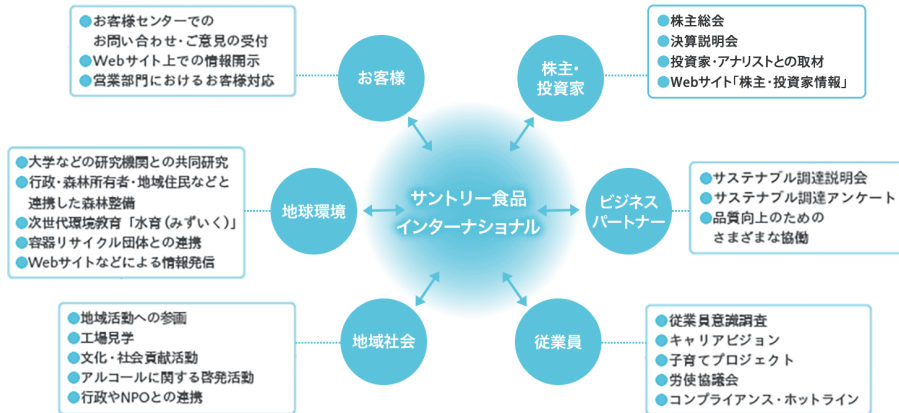 ●お客様センターでの
お問い合わせ・ご意見の受付
●Webサイト上での情報開示
●営業部門におけるお客様対応
お客様
株主・
投資家
●株主総会
●決算説明会
●投資家・アナリストとの取材
●Webサイト「株主・投資家情報」
●大学などの研究機関との共同研究
●行政・森林所有者・地域住民などと
連携した森林整備
●次世代環境教育「水育（みずいく）」
●容器リサイクル団体との連携
●Webサイトなどによる情報発信
地球環境
サントリー食品
インターナショナル
ビジネス
パートナー
●サステナブル調達説明会
●サステナブル調達アンケート
●品質向上のための
さまざまな協働
●地域活動への参画
●工場見学
●文化・社会貢献活動
●アルコールに関する啓発活動
●行政やNPOとの連携
地域社会
従業員
●従業員意識調査
●キャリアビジョン
●子育てプロジェクト
●労使協議会
●コンプライアンス・ホットライン